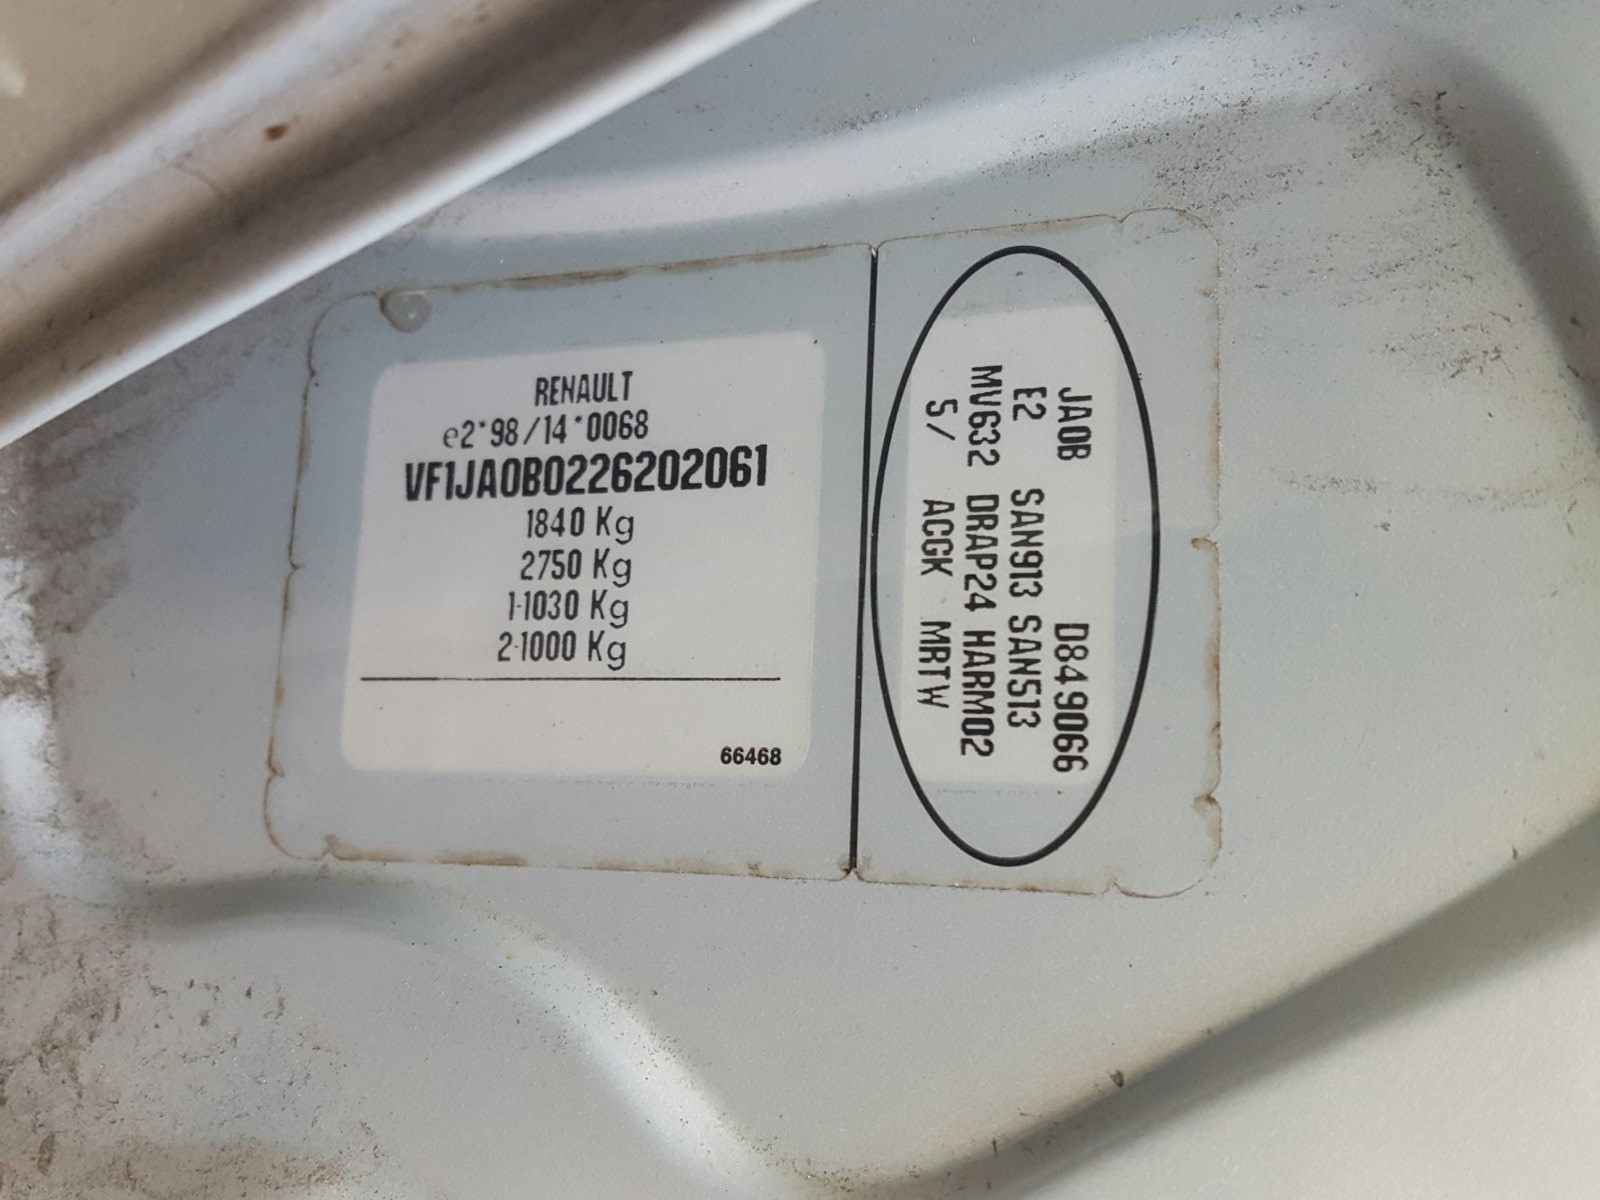 RENAULT
e2*98/14*0068
VF1JA0B0226202061
1840 Kg
2750 Kg
1-1030 Kg
2-1000 Kg
66468
JA0B D849066
E2 SAN913 SAN513
MV632 DRAP24 HARM02
5/ ACGK MRTW